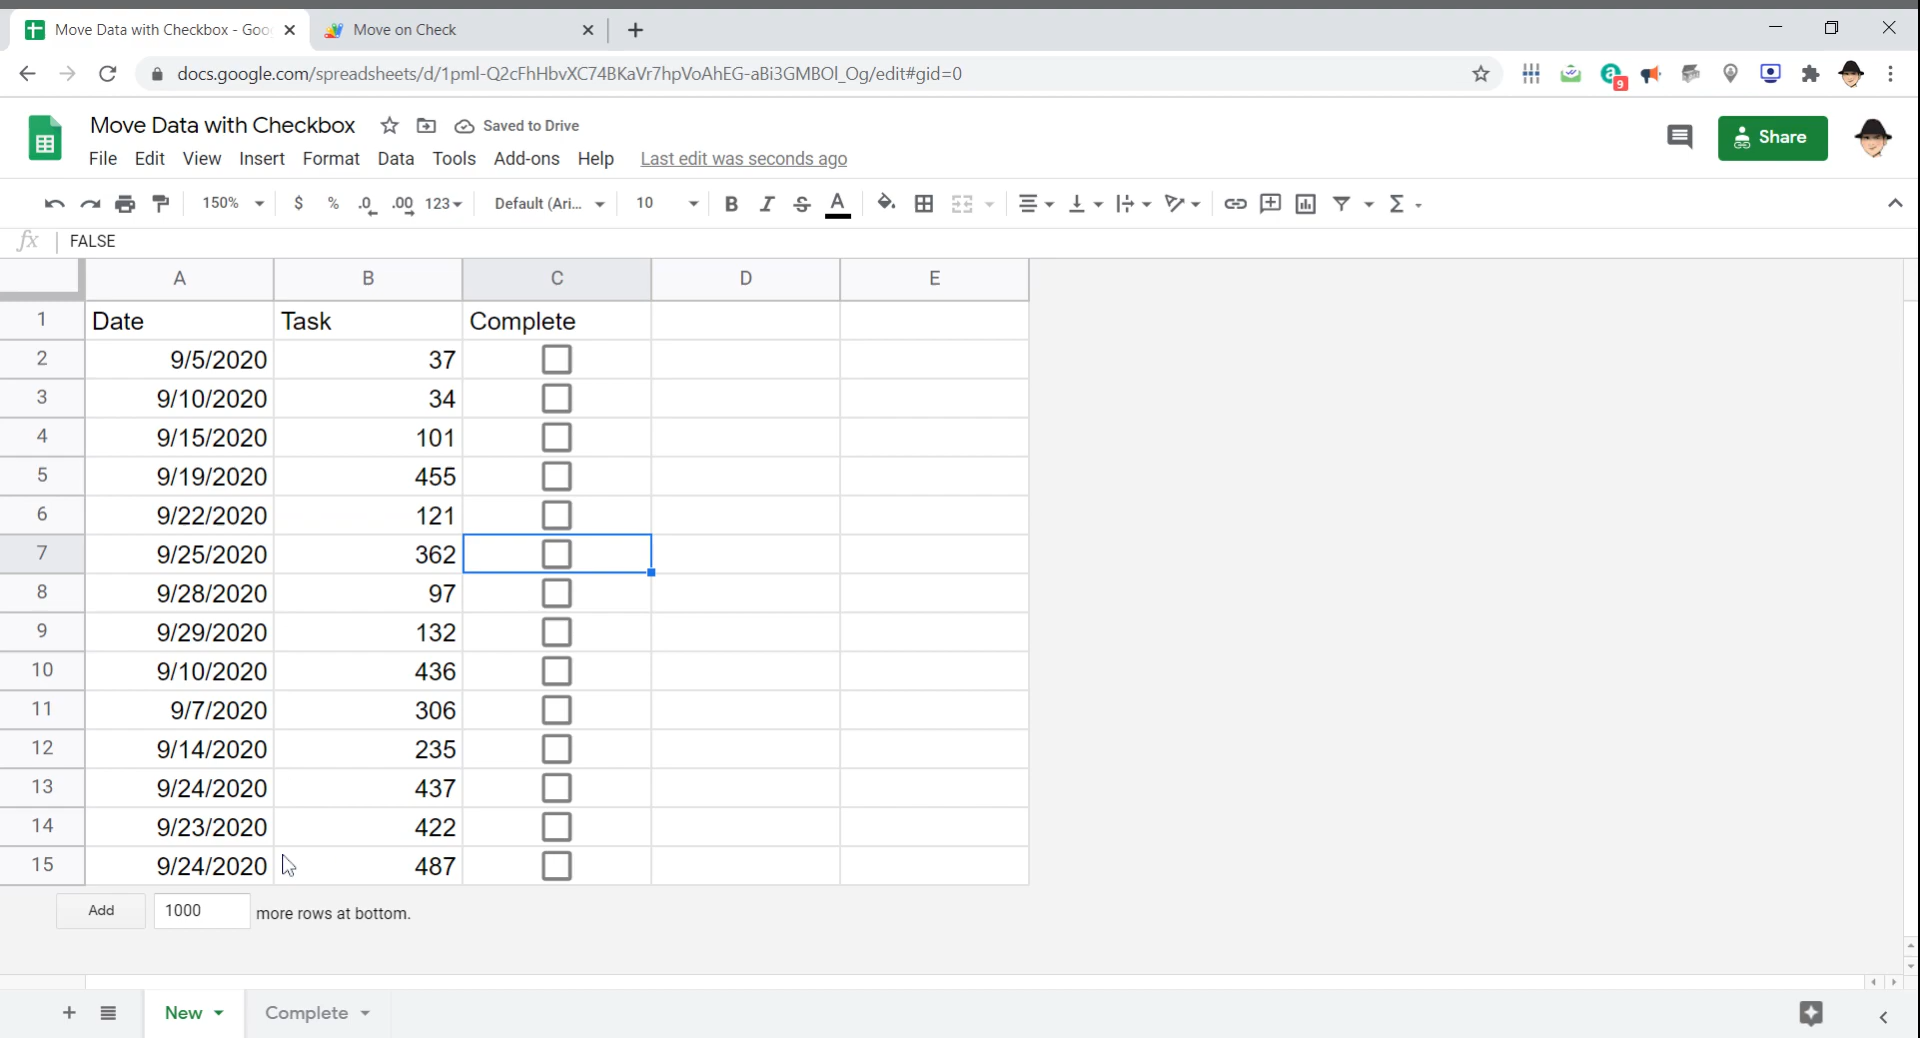 Move Data with Checkbox - Goo
Move on Check
docs.google.com/spreadsheets/d/1pml-Q2cFhHbvXC74BKaVr7hpVoAhEG-aBi3GMBOl_Og/edit#gid=0
9
Move Data with Checkbox Saved to Drive
Share
File Edit View Insert Format Data Tools Add-ons Help Last edit was seconds ago
150% $ % .0 .00 123 Default (Ari... 10 B I S A Σ
fx FALSE
A B C D E
1 Date Task Complete
2 9/5/2020 37
3 9/10/2020 34
4 9/15/2020 101
5 9/19/2020 455
6 9/22/2020 121
7 9/25/2020 362
8 9/28/2020 97
9 9/29/2020 132
10 9/10/2020 436
11 9/7/2020 306
12 9/14/2020 235
13 9/24/2020 437
14 9/23/2020 422
15 9/24/2020 487
Add 1000 more rows at bottom.
New Complete